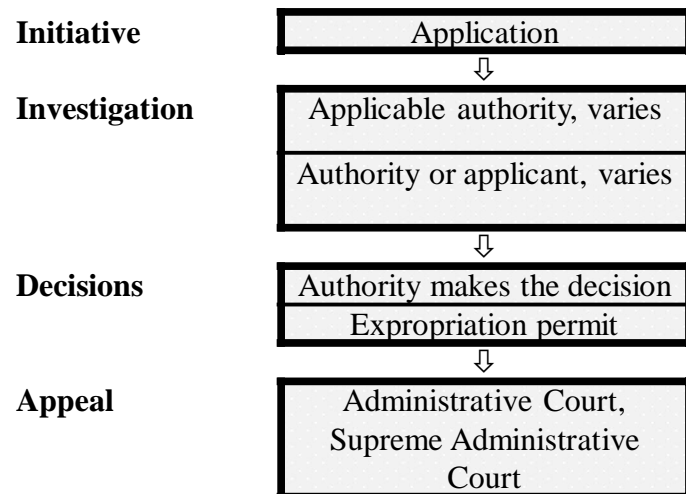 Initiative
Application
⇩
Investigation
Applicable authority, varies
Authority or applicant, varies
⇩
Decisions
Authority makes the decision
Expropriation permit
⇩
Appeal
Administrative Court,
Supreme Administrative
Court